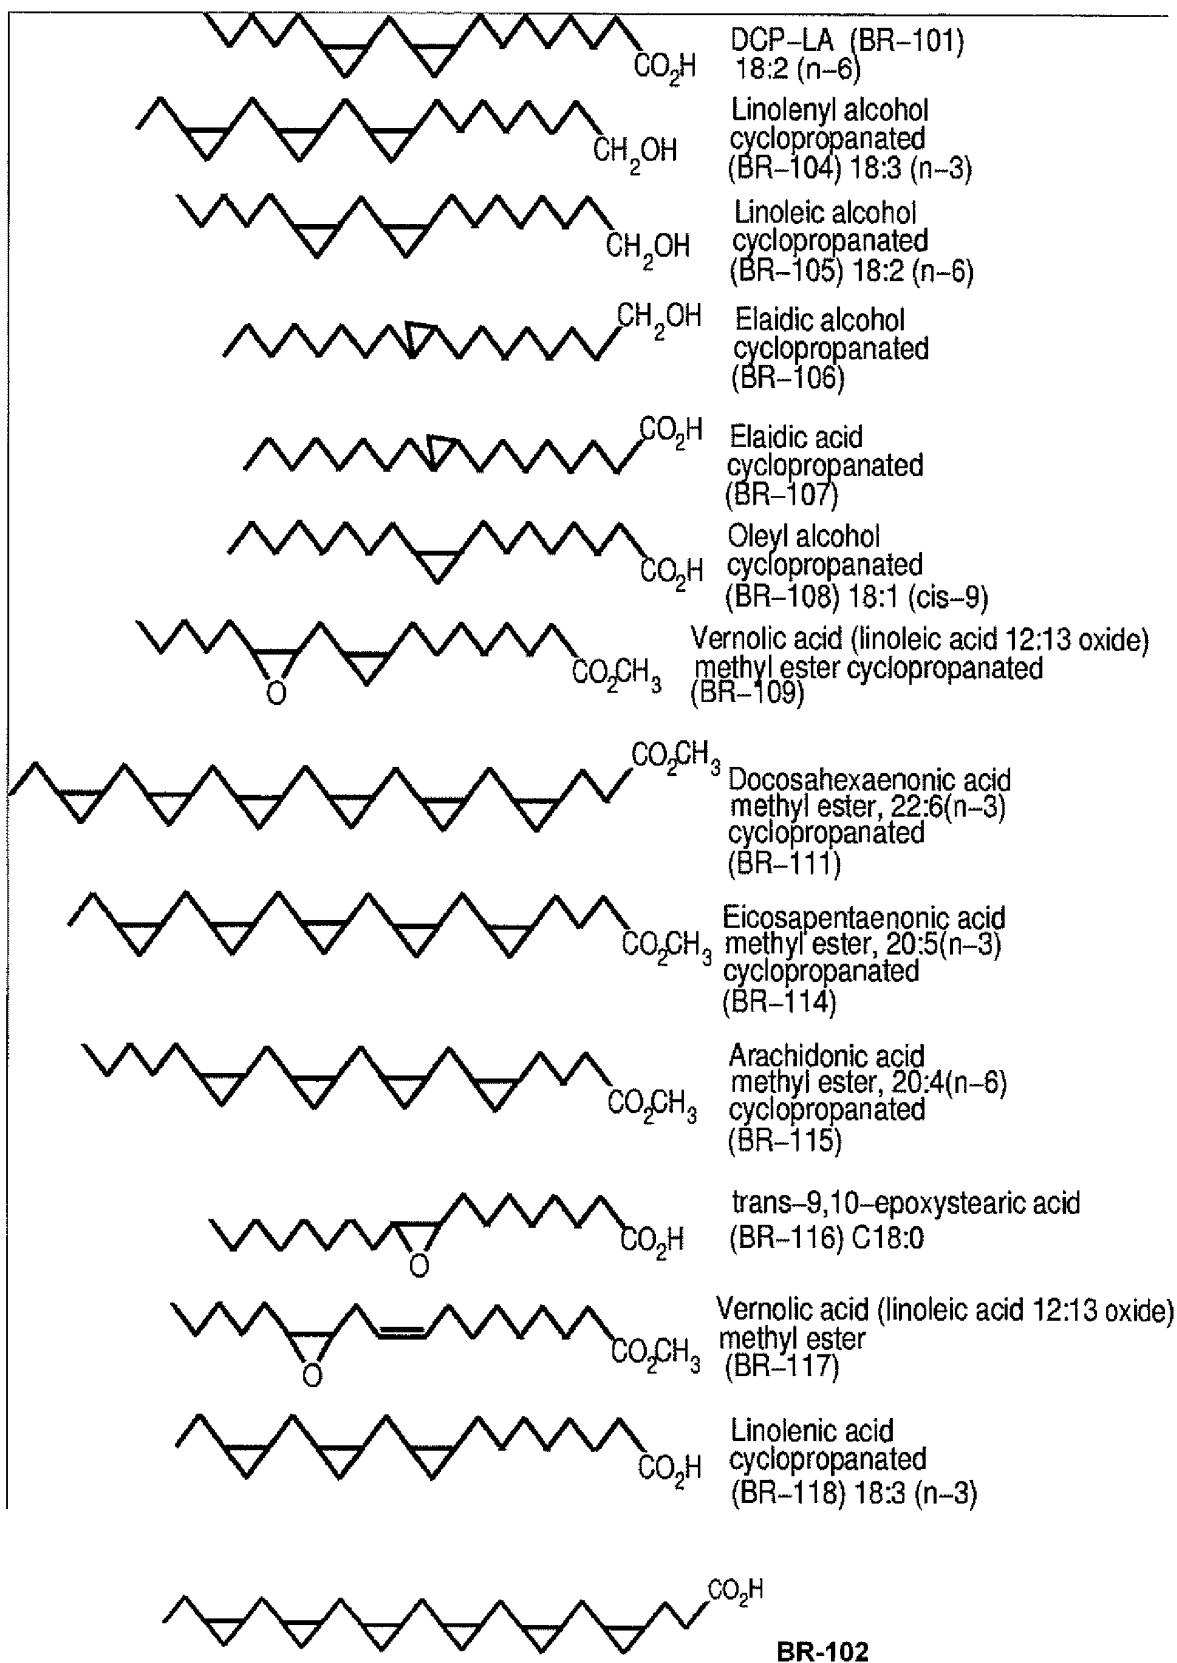 DCP–LA (BR–101)
CO₂H
18:2 (n–6)
Linolenyl alcohol
cyclopropanated
CH₂OH
(BR–104) 18:3 (n–3)
Linoleic alcohol
cyclopropanated
CH₂OH
(BR–105) 18:2 (n–6)
CH₂OH
Elaidic alcohol
cyclopropanated
(BR–106)
CO₂H
Elaidic acid
cyclopropanated
(BR–107)
Oleyl alcohol
cyclopropanated
CO₂H
(BR–108) 18:1 (cis–9)
Vernolic acid (linoleic acid 12:13 oxide)
methyl ester cyclopropanated
CO₂CH₃
O
(BR–109)
CO₂CH₃
Docosahexaenonic acid
methyl ester, 22:6(n–3)
cyclopropanated
(BR–111)
Eicosapentaenonic acid
CO₂CH₃
methyl ester, 20:5(n–3)
cyclopropanated
(BR–114)
Arachidonic acid
methyl ester, 20:4(n–6)
CO₂CH₃
cyclopropanated
(BR–115)
trans–9,10–epoxystearic acid
CO₂H
(BR–116) C18:0
O
Vernolic acid (linoleic acid 12:13 oxide)
methyl ester
CO₂CH₃
(BR–117)
O
Linolenic acid
cyclopropanated
CO₂H
(BR–118) 18:3 (n–3)
CO₂H
BR-102